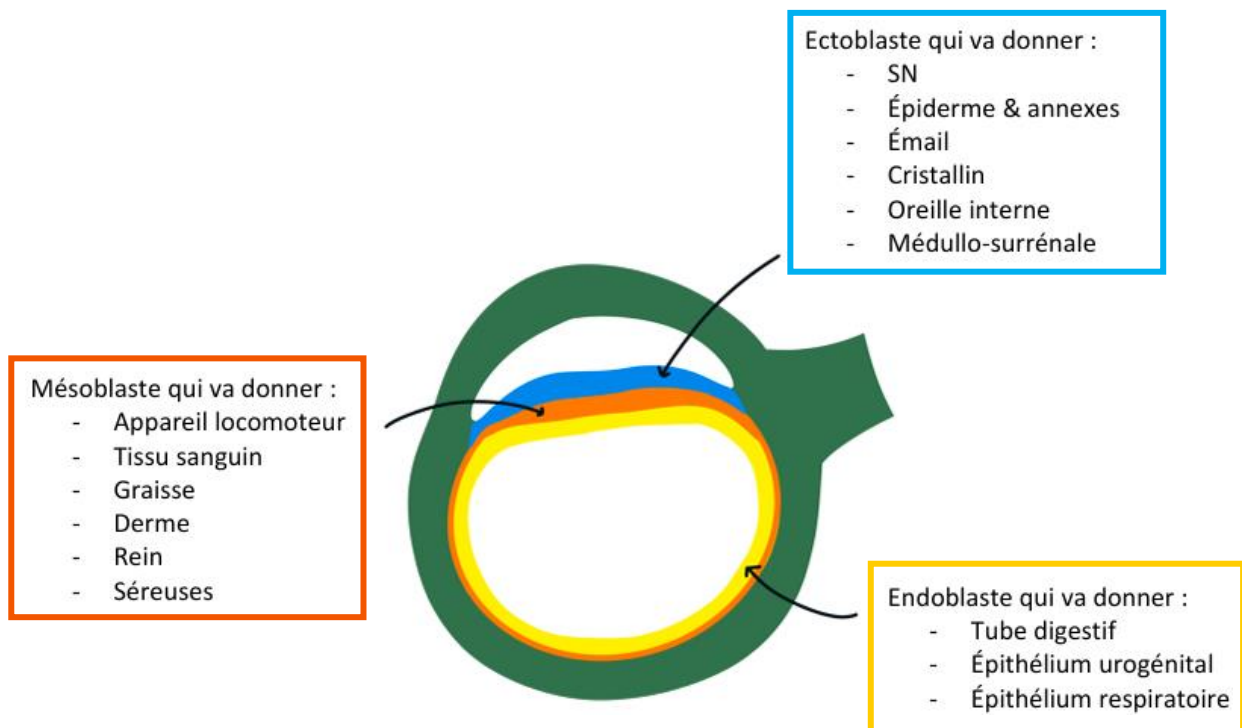 Ectoblaste qui va donner :
- SN
- Épiderme & annexes
- Émail
- Cristallin
- Oreille interne
- Médullo-surrénale
Mésoblaste qui va donner :
- Appareil locomoteur
- Tissu sanguin
- Graisse
- Derme
- Rein
- Séreuses
Endoblaste qui va donner :
- Tube digestif
- Épithélium urogénital
- Épithélium respiratoire